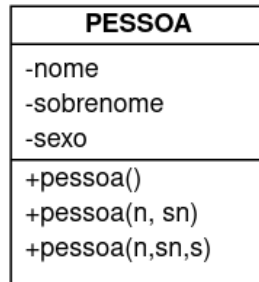 PESSOA
-nome
-sobrenome
-sexo
+pessoa()
+pessoa(n, sn)
+pessoa(n,sn,s)